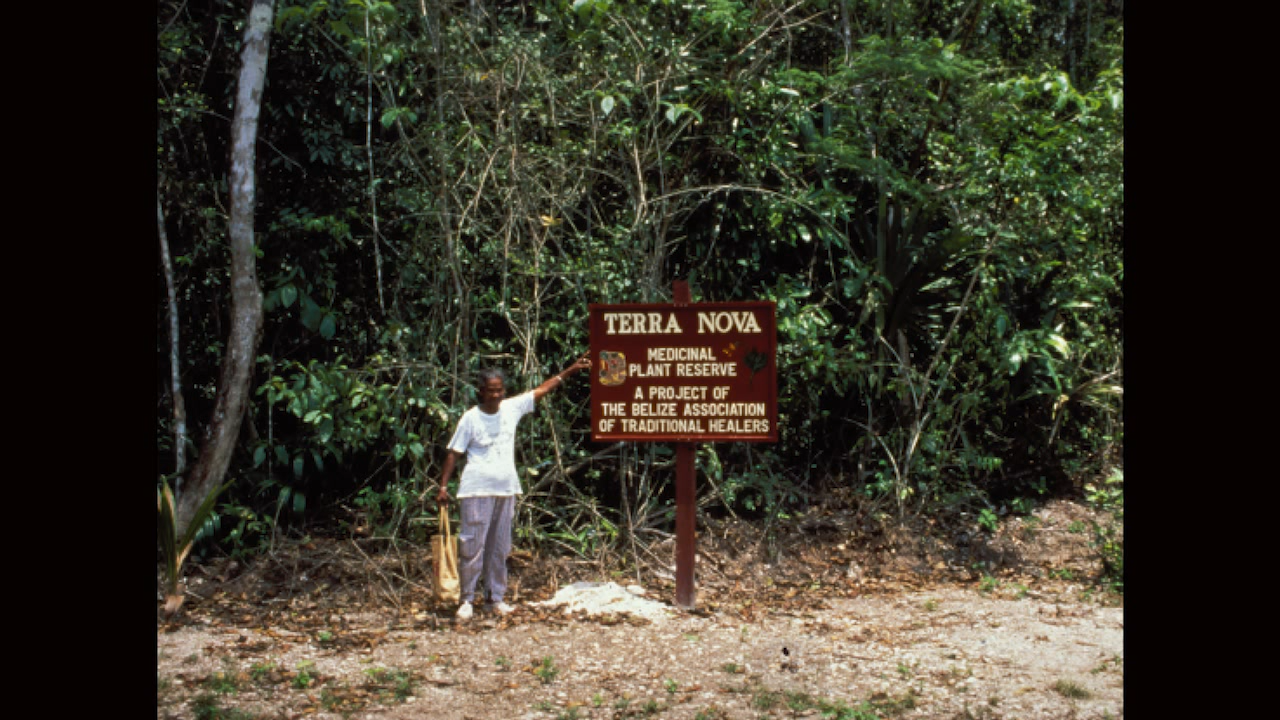 TERRA NOVA
MEDICINAL
PLANT RESERVE
A PROJECT OF
THE BELIZE ASSOCIATION
OF TRADITIONAL HEALERS